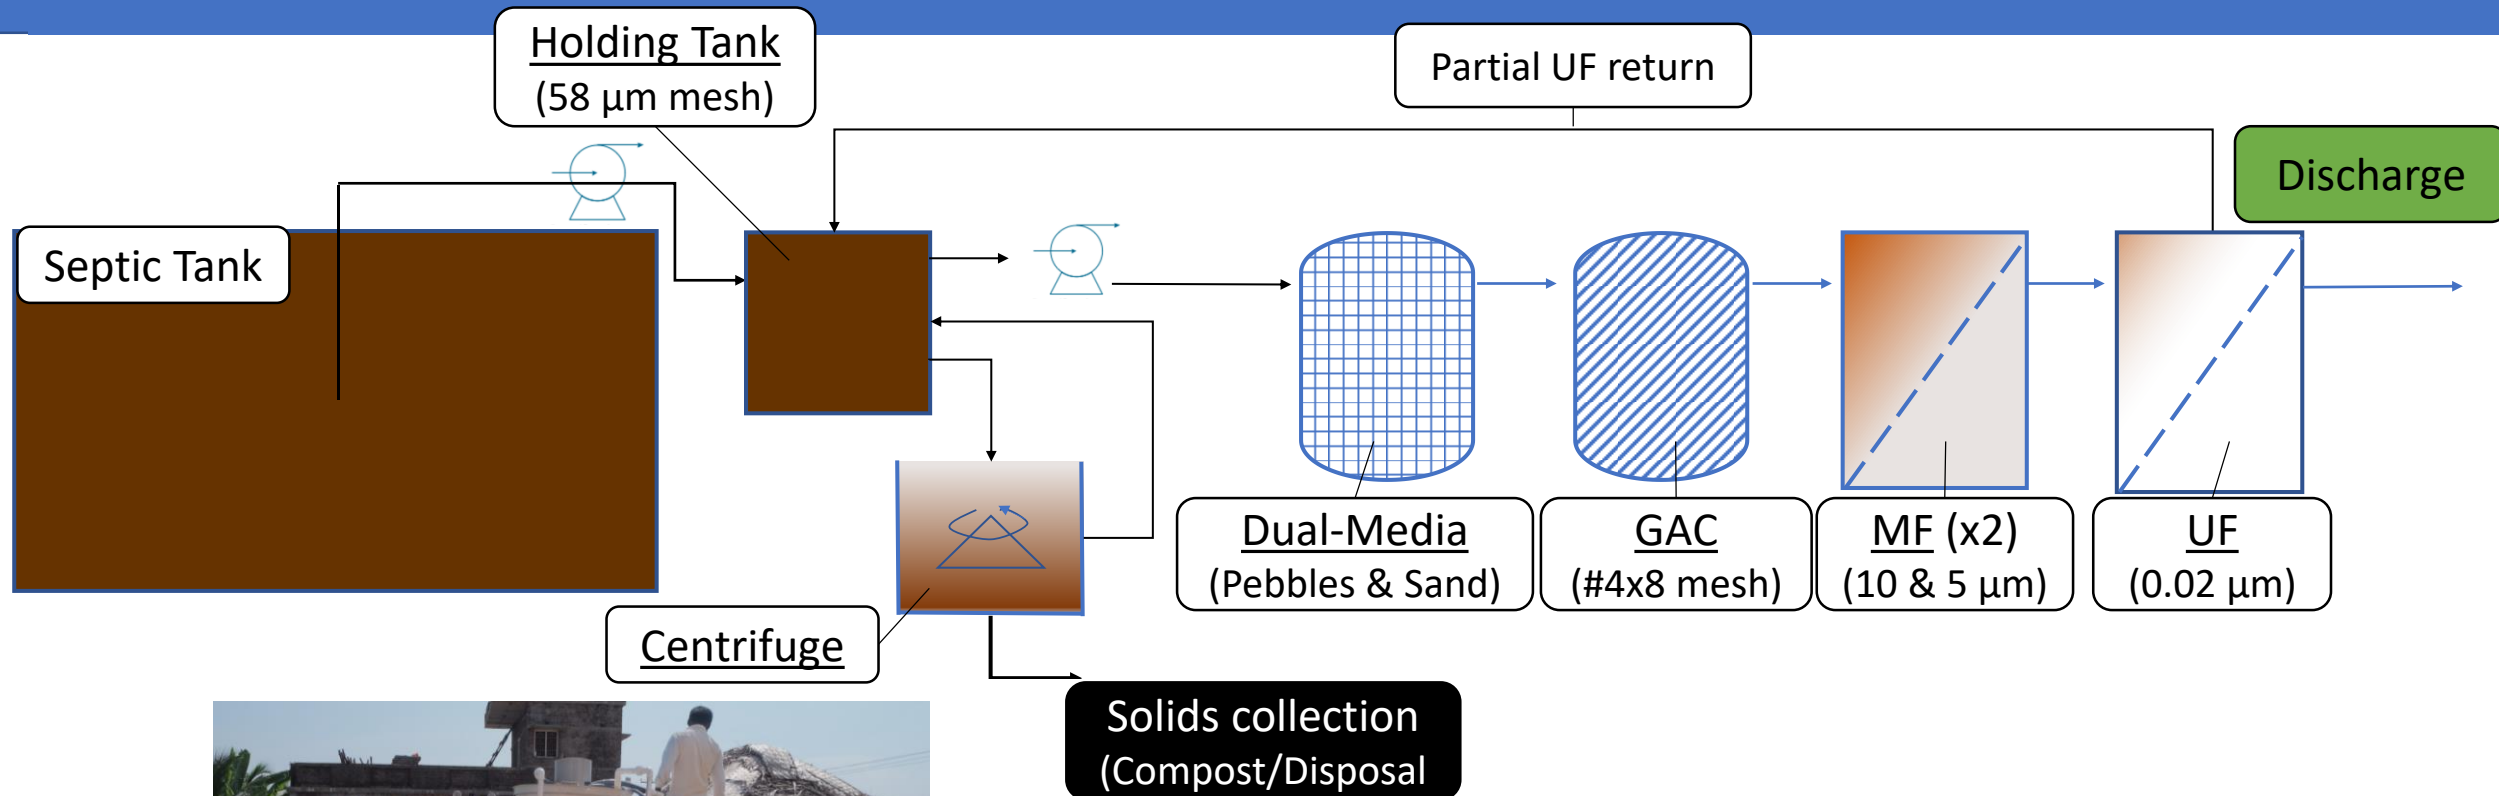 Holding Tank
(58 µm mesh)
Partial UF return
Discharge
Septic Tank
Dual-Media
(Pebbles & Sand)
GAC
(#4x8 mesh)
MF (x2)
(10 & 5 µm)
UF
(0.02 µm)
Centrifuge
Solids collection
(Compost/Disposal